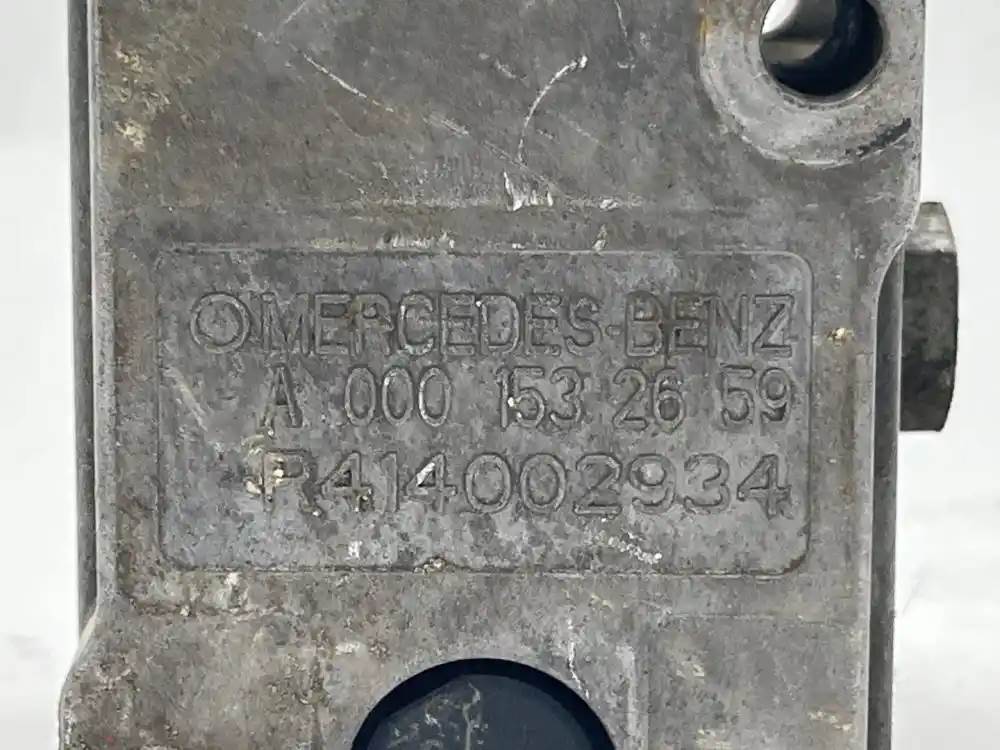 MERCEDES-BENZ
A 000 153 26 59
R414002934